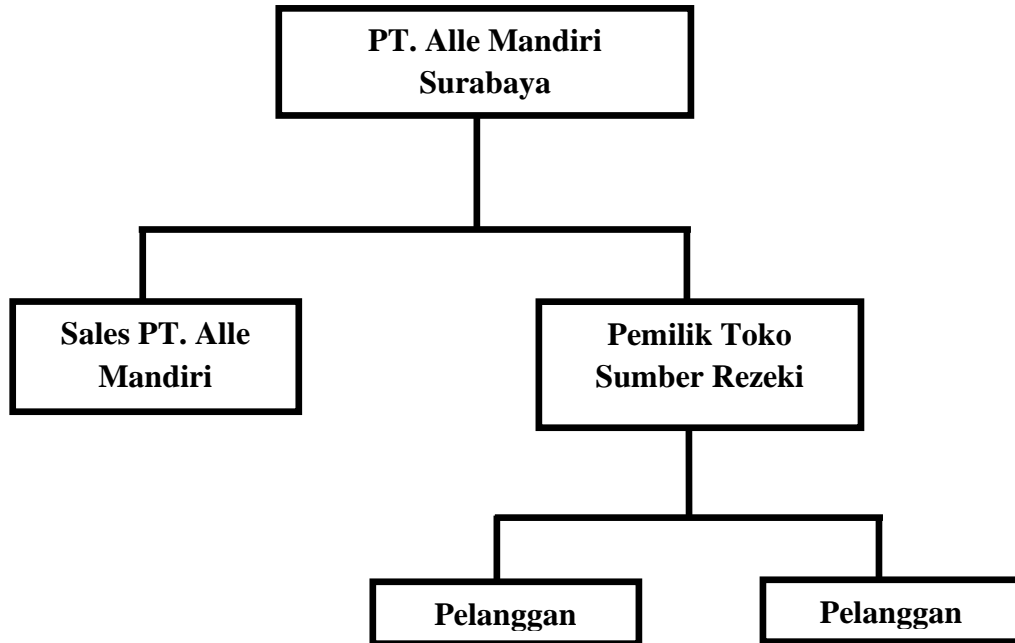 PT. Alle Mandiri
Surabaya
Sales PT. Alle
Mandiri
Pemilik Toko
Sumber Rezeki
Pelanggan
Pelanggan